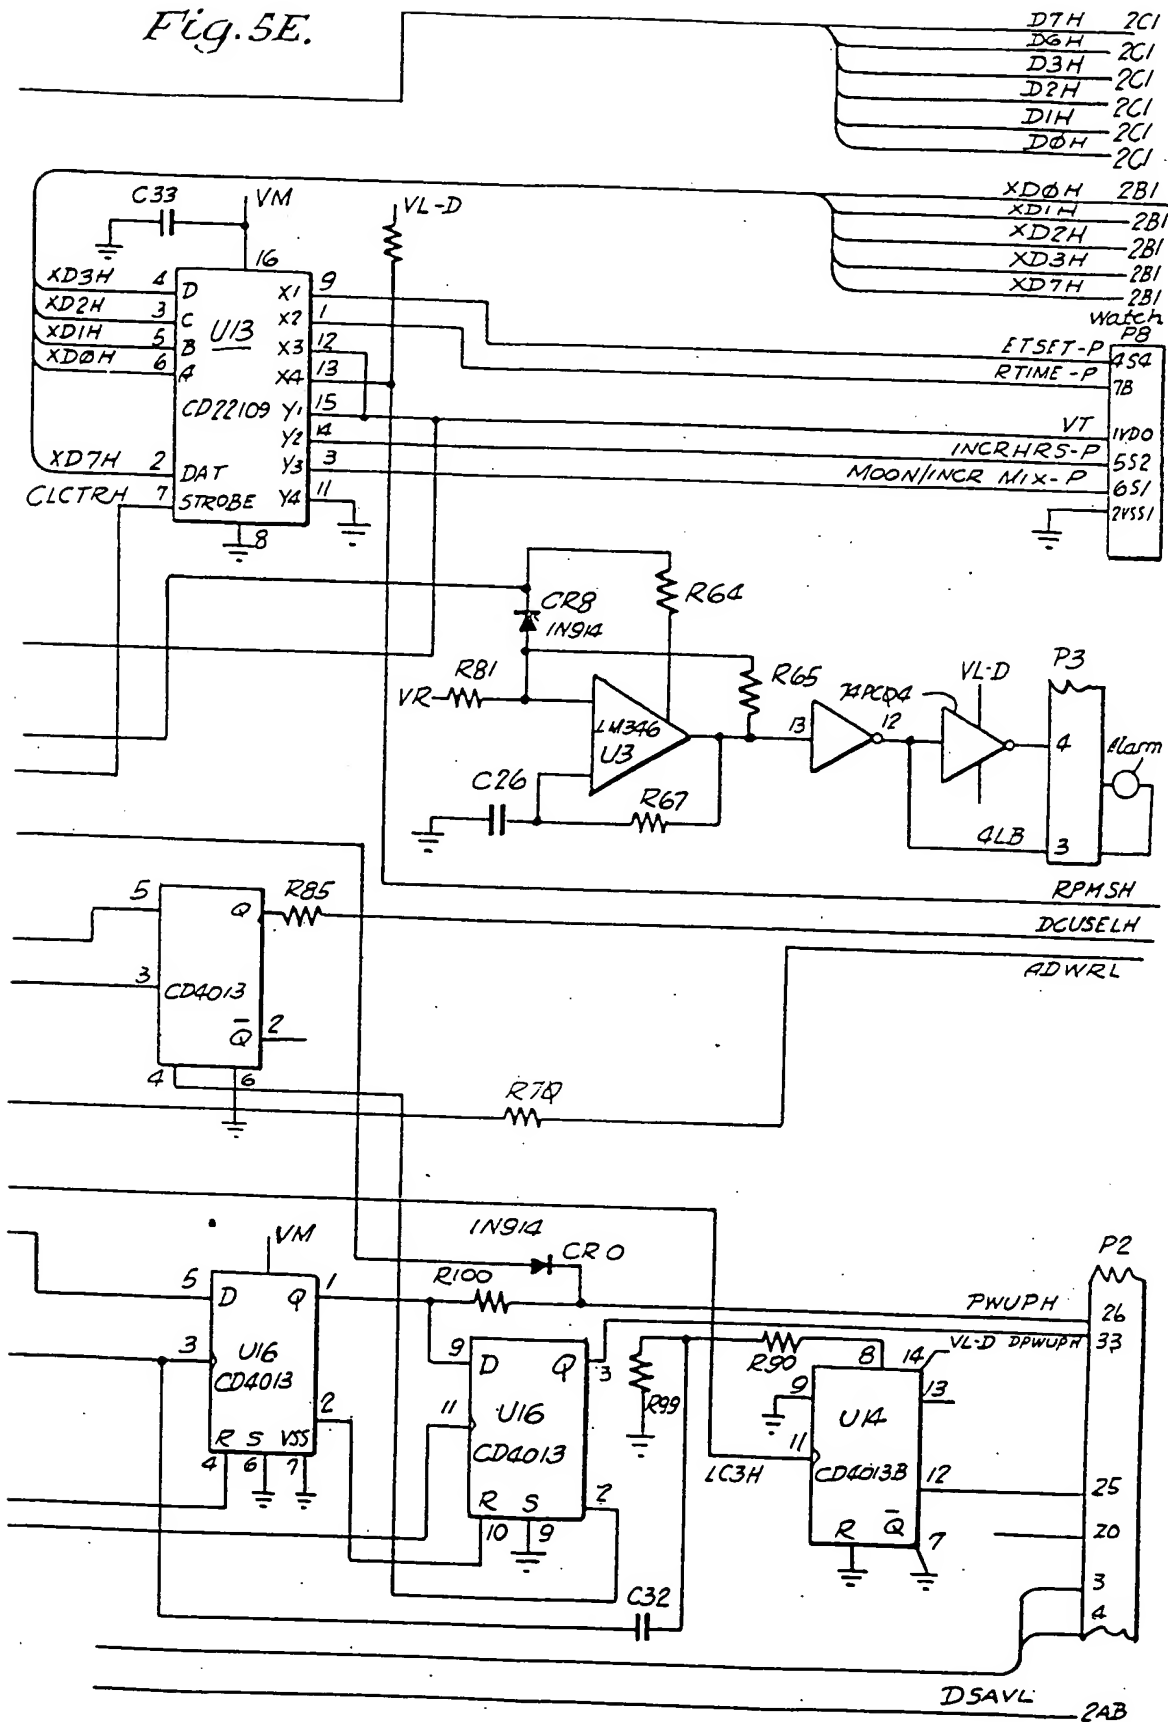 Fig. 5E.
D7H 2C1
D6H 2C1
D3H 2C1
D2H 2C1
D1H 2C1
DØH 2C1
XDØH 2B1
XD1H 2B1
XD2H 2B1
XD3H 2B1
XD7H 2B1
C33
VM
VL-D
16
XD3H 4 D
XD2H 3 C
XD1H 5 B
XDØH 6 A
U13
CD22109
XD7H 2 DAT
CLCTRH 7 STROBE
X1 9
X2 1
X3 12
X4 13
Y1 15
Y2 14
Y3 3
Y4 11
8
Watch
P8
ETSET-P 4S4
RTIME-P 7B
VT 1VDO
INCRHRS-P 5S2
MOON/INCR MIX-P 6S1
2VSS1
CR8
1N914
R64
R81
VR
R65
LM346
U3
C26
R67
13
12
74PCØ4
VL-D
P3
4
Alarm
4LB 3
RPMSH
DCUSELH
ADWRL
5
Q
R85
3
CD4013
Q̅ 2
4
6
R7Ø
1N914
CR0
VM
5 D Q 1
R100
3
U16
CD4013
2
R S VSS
4 6 7
9 D Q 3
11
U16
CD4013
2
R S
10 9
PWUPH
VL-D DPWUPH
P2
26
33
R90
R99
8
14
9
13
U14
11
LC3H
CD4013B
12
R Q̅
7
25
20
3
4
C32
DSAVL
2AB